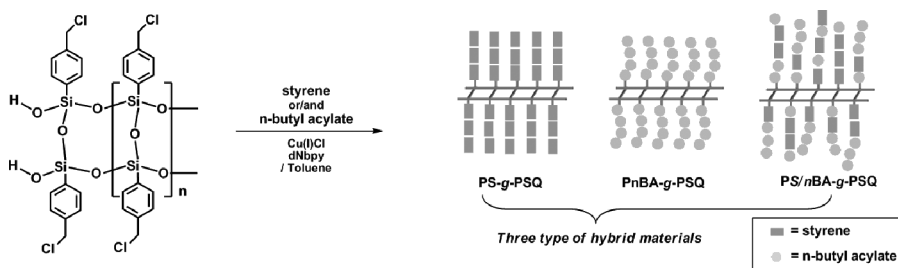 Cl
Cl
H
O
Si
O
Si
O
O
O
H
O
Si
O
Si
O
n
Cl
Cl
styrene
or/and
n-butyl acylate
Cu(I)Cl
dNbpy
/ Toluene
PS-g-PSQ
PnBA-g-PSQ
PS/nBA-g-PSQ
Three type of hybrid materials
= styrene
= n-butyl acylate